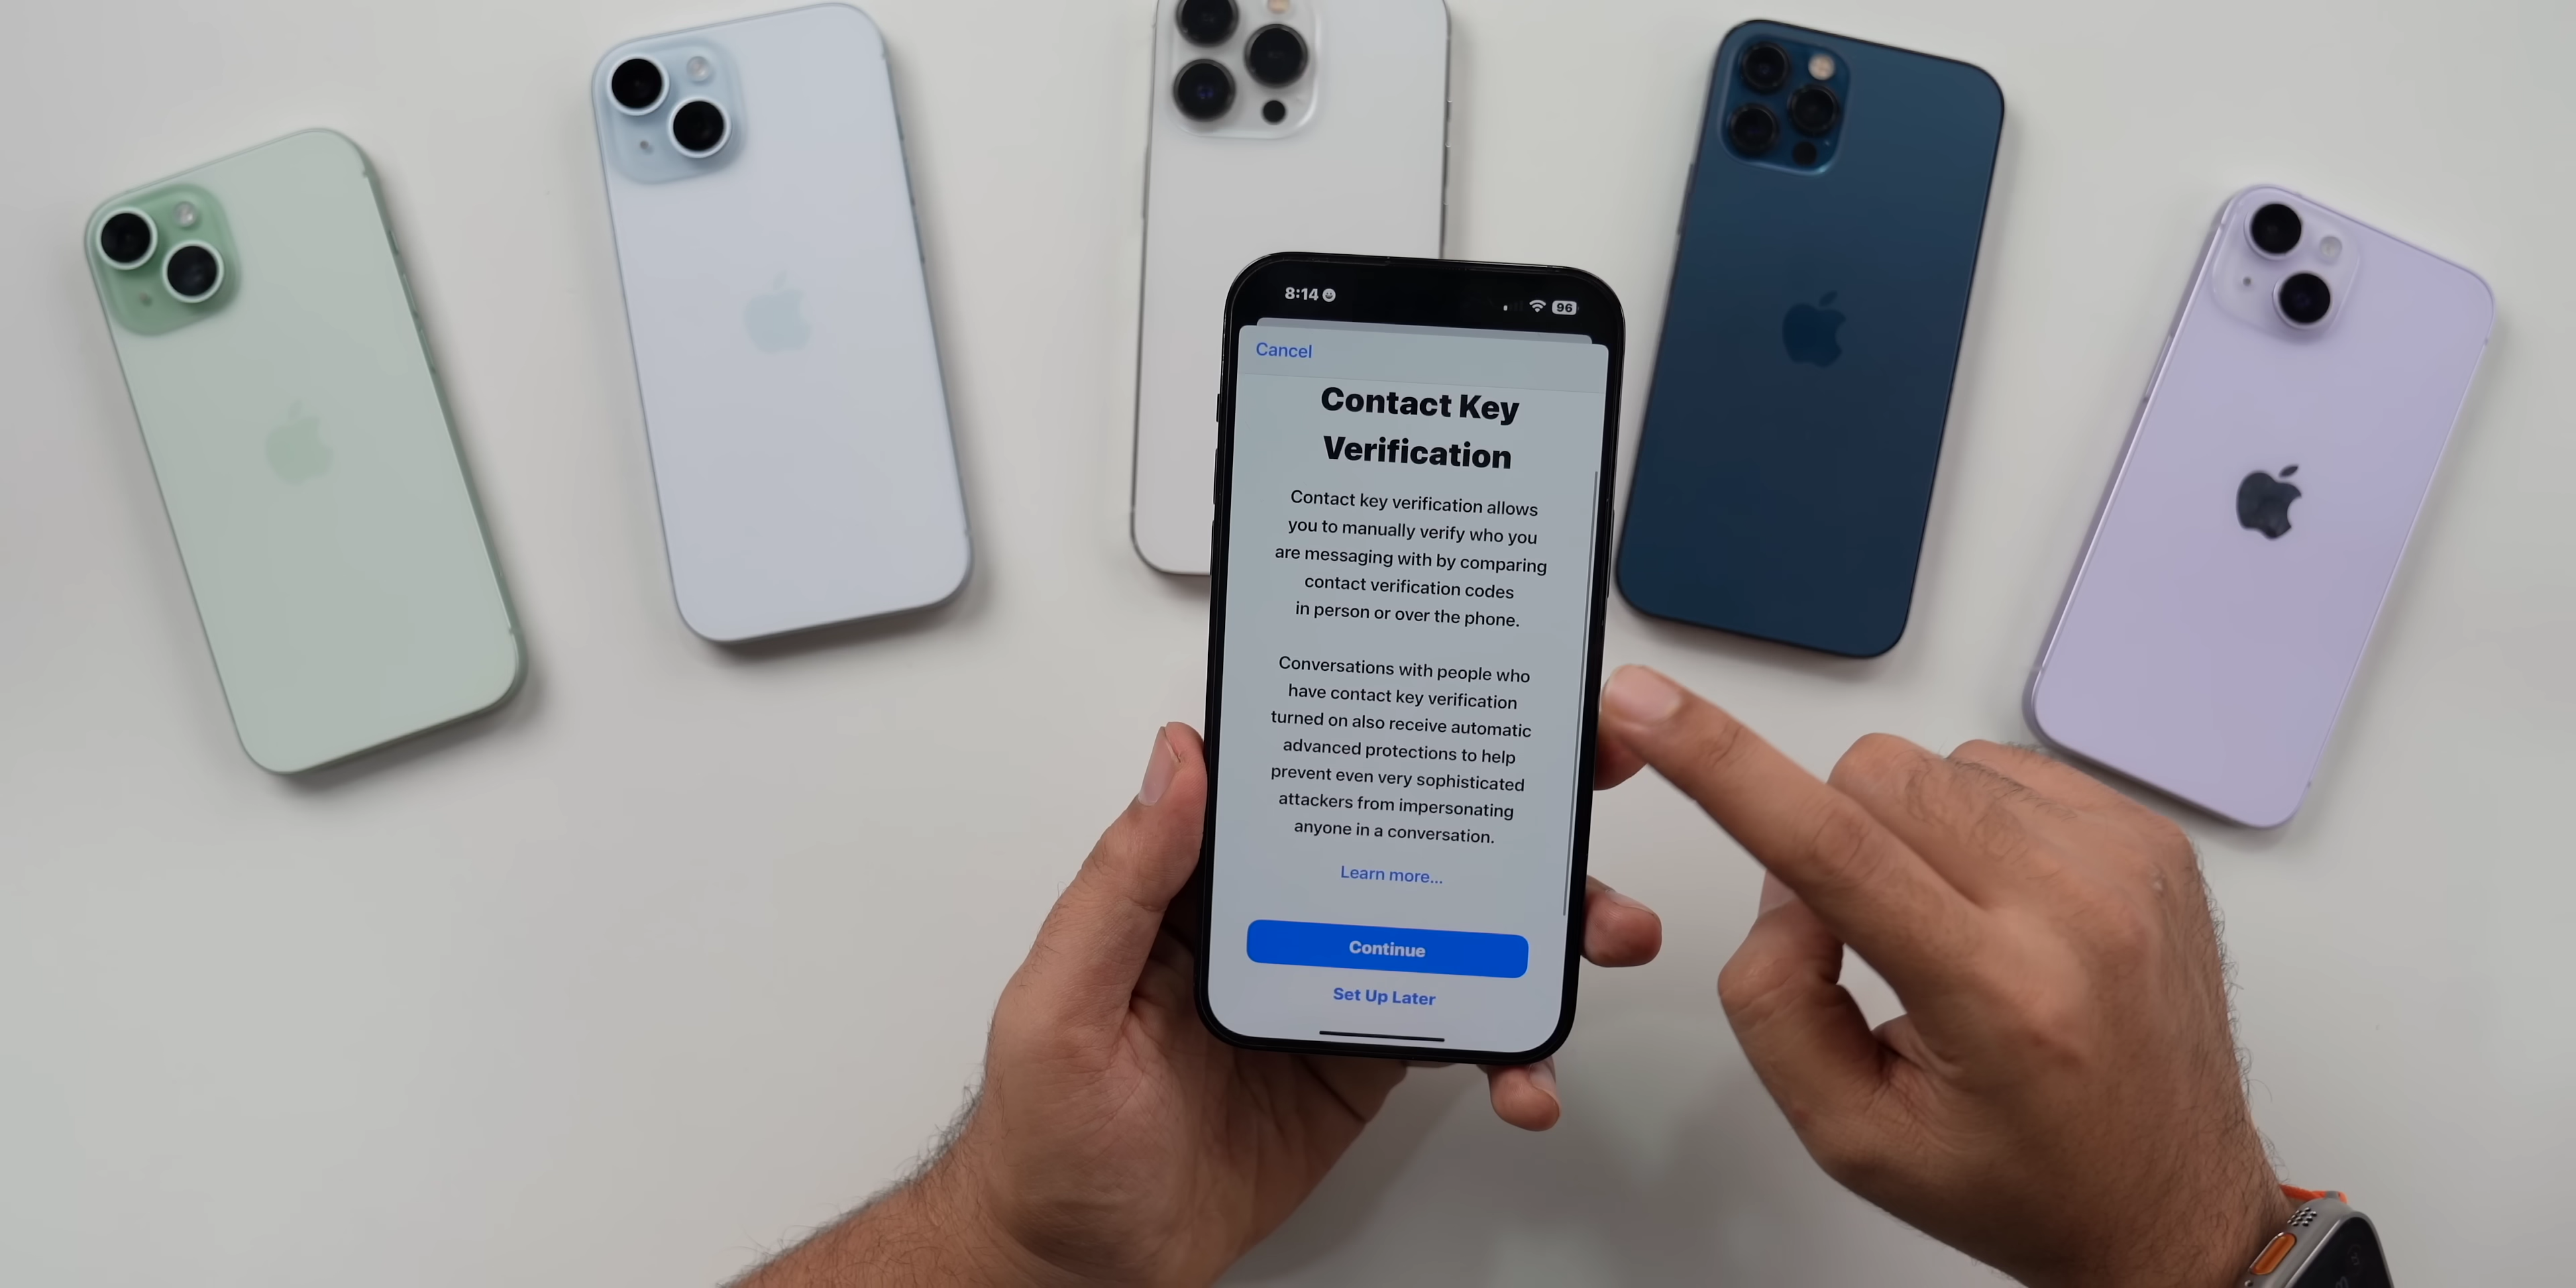 8:14
96
Cancel
Contact Key
Verification
Contact key verification allows
you to manually verify who you
are messaging with by comparing
contact verification codes
in person or over the phone.
Conversations with people who
have contact key verification
turned on also receive automatic
advanced protections to help
prevent even very sophisticated
attackers from impersonating
anyone in a conversation.
Learn more...
Continue
Set Up Later